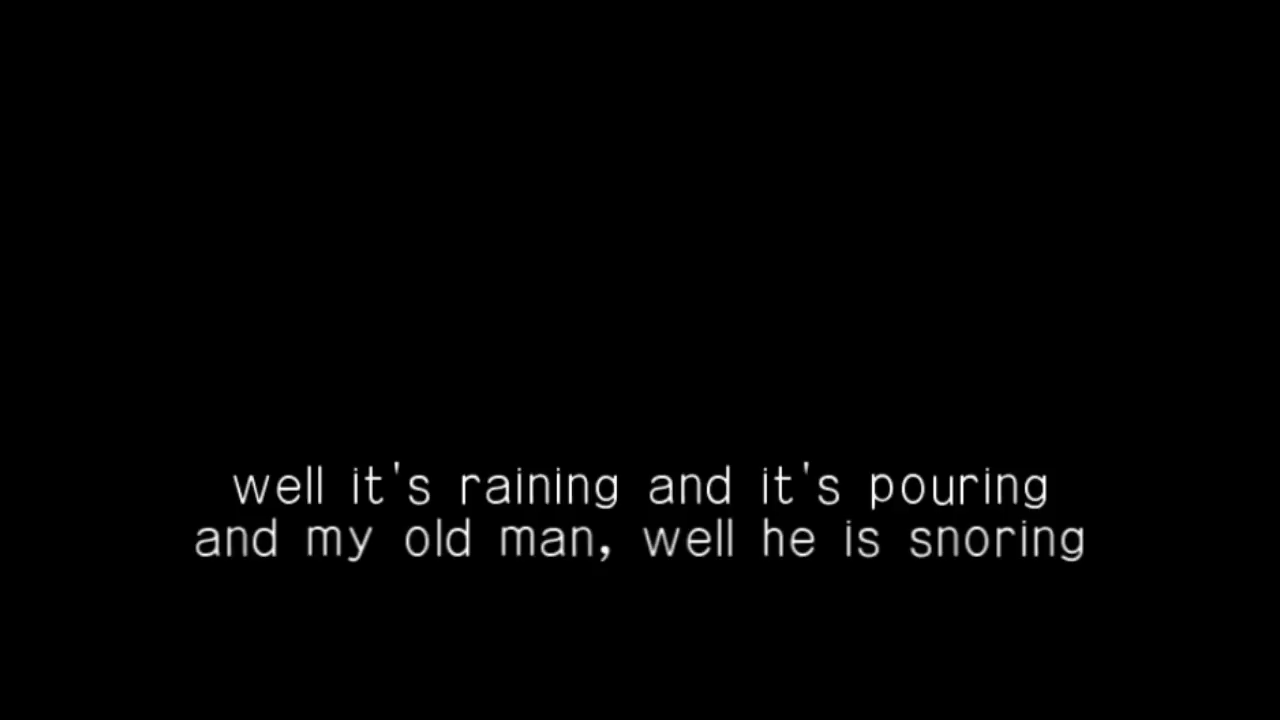 well it's raining and it's pouring
and my old man, well he is snoring